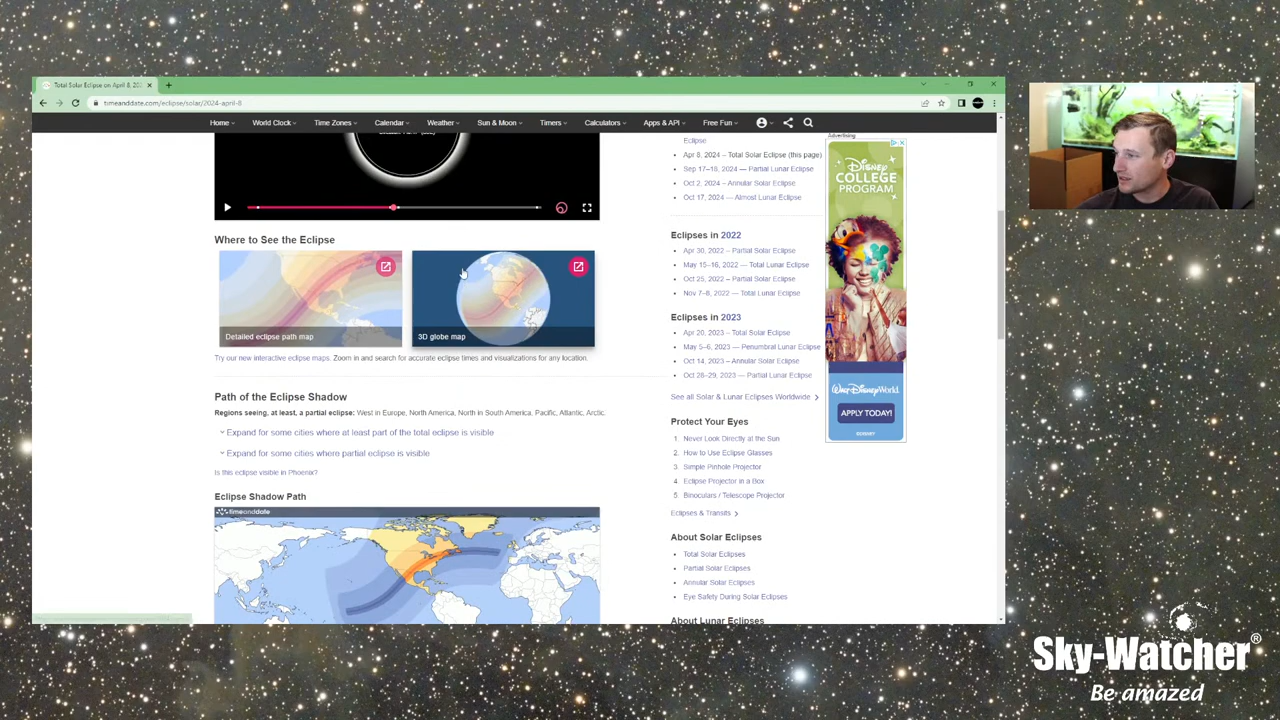 Total Solar Eclipse on April 8, 202
timeanddate.com/eclipse/solar/2024-april-8
Home World Clock Time Zones Calendar Weather Sun & Moon Timers Calculators Apps & API Free Fun
Where to See the Eclipse
Detailed eclipse path map
3D globe map
Try our new interactive eclipse maps. Zoom in and search for accurate eclipse times and visualizations for any location.
Path of the Eclipse Shadow
Regions seeing, at least, a partial eclipse: West in Europe, North America, North in South America, Pacific, Atlantic, Arctic.
Expand for some cities where at least part of the total eclipse is visible
Expand for some cities where partial eclipse is visible
Is this eclipse visible in Phoenix?
Eclipse Shadow Path
timeanddate
Eclipse
Apr 8, 2024 – Total Solar Eclipse (this page)
Sep 17–18, 2024 — Partial Lunar Eclipse
Oct 2, 2024 – Annular Solar Eclipse
Oct 17, 2024 — Almost Lunar Eclipse
Eclipses in 2022
Apr 30, 2022 – Partial Solar Eclipse
May 15–16, 2022 — Total Lunar Eclipse
Oct 25, 2022 – Partial Solar Eclipse
Nov 7–8, 2022 — Total Lunar Eclipse
Eclipses in 2023
Apr 20, 2023 – Total Solar Eclipse
May 5–6, 2023 — Penumbral Lunar Eclipse
Oct 14, 2023 – Annular Solar Eclipse
Oct 28–29, 2023 — Partial Lunar Eclipse
See all Solar & Lunar Eclipses Worldwide
Protect Your Eyes
1. Never Look Directly at the Sun
2. How to Use Eclipse Glasses
3. Simple Pinhole Projector
4. Eclipse Projector in a Box
5. Binoculars / Telescope Projector
Eclipses & Transits
About Solar Eclipses
Total Solar Eclipses
Partial Solar Eclipses
Annular Solar Eclipses
Eye Safety During Solar Eclipses
About Lunar Eclipses
Advertising
DISNEY
COLLEGE
PROGRAM
Walt Disney World
APPLY TODAY!
Sky-Watcher®
Be amazed